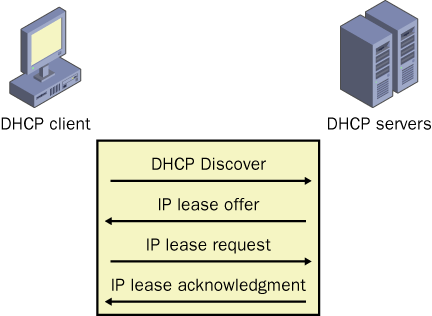 DHCP client
DHCP servers
DHCP Discover
IP lease offer
IP lease request
IP lease acknowledgment